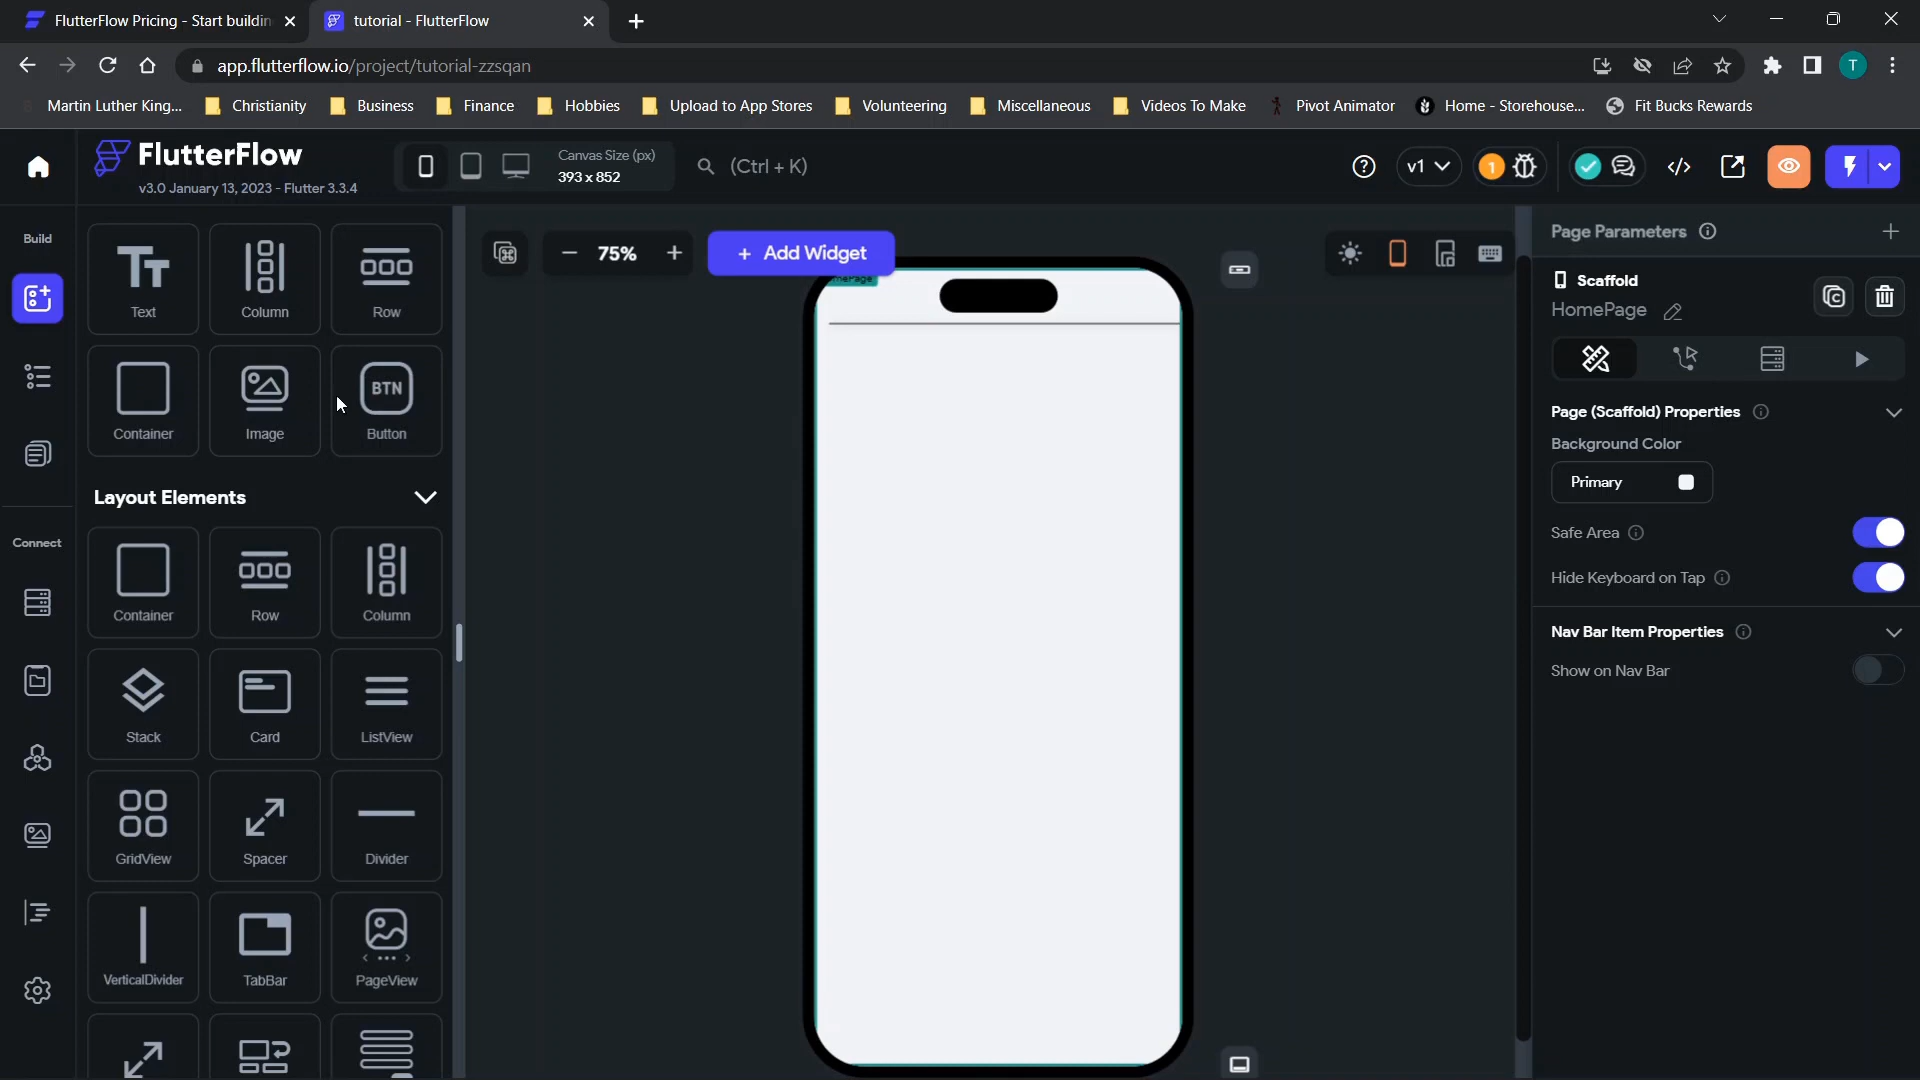 FlutterFlow Pricing - Start buildin
tutorial - FlutterFlow
app.flutterflow.io/project/tutorial-zzsqan
T
Martin Luther King...
Christianity
Business
Finance
Hobbies
Upload to App Stores
Volunteering
Miscellaneous
Videos To Make
Pivot Animator
Home - Storehouse...
Fit Bucks Rewards
FlutterFlow
v3.0 January 13, 2023 - Flutter 3.3.4
Canvas Size (px)
393 x 852
(Ctrl + K)
v1
1
Build
Connect
Text
Column
Row
Container
Image
BTN
Button
Layout Elements
Container
Row
Column
Stack
Card
ListView
GridView
Spacer
Divider
VerticalDivider
TabBar
PageView
75%
+ Add Widget
mePage
Page Parameters
Scaffold
HomePage
Page (Scaffold) Properties
Background Color
Primary
Safe Area
Hide Keyboard on Tap
Nav Bar Item Properties
Show on Nav Bar